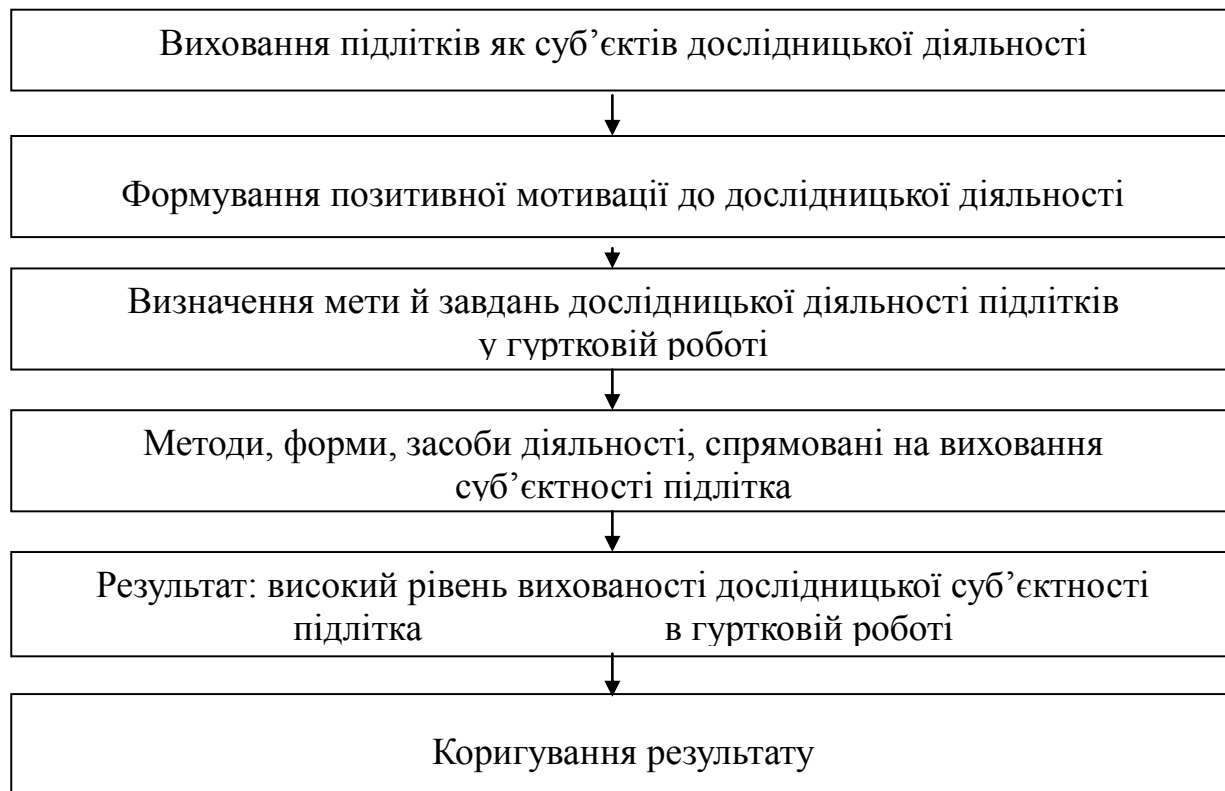 Виховання підлітків як суб’єктів дослідницької діяльності
Формування позитивної мотивації до дослідницької діяльності
Визначення мети й завдань дослідницької діяльності підлітків
у гуртковій роботі
Методи, форми, засоби діяльності, спрямовані на виховання
суб’єктності підлітка
Результат: високий рівень вихованості дослідницької суб’єктності
підлітка в гуртковій роботі
Коригування результату